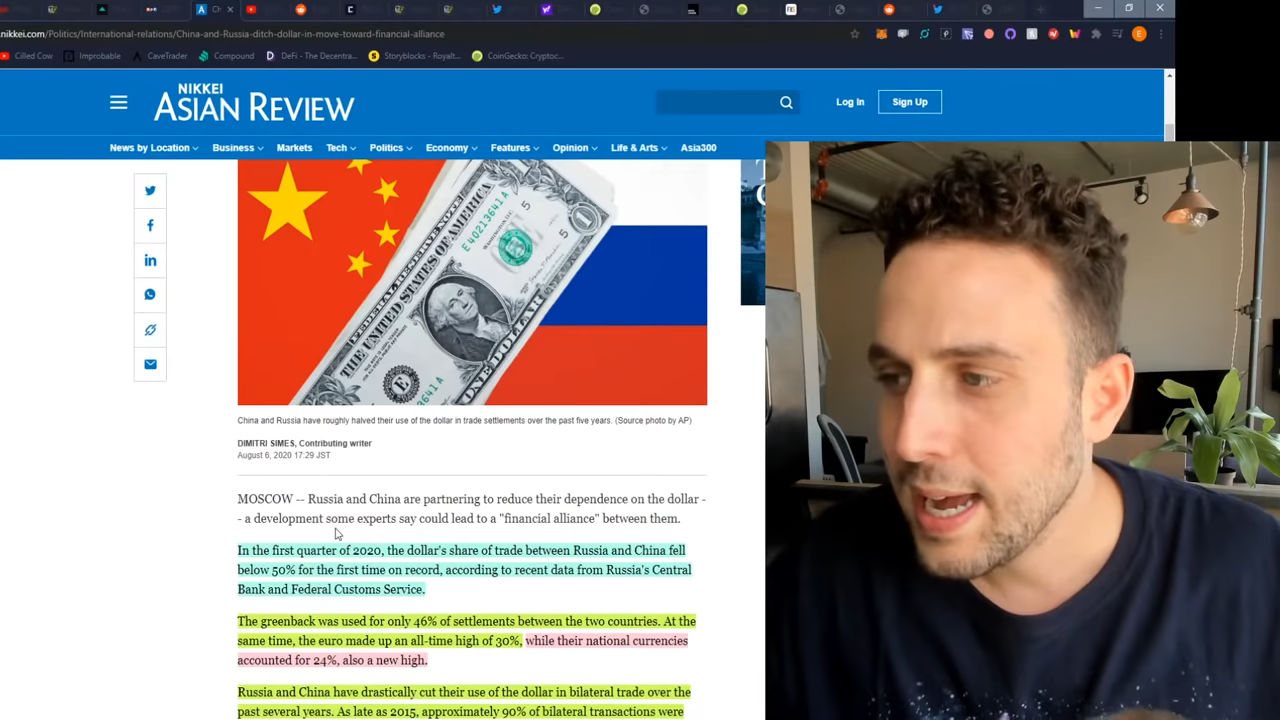 nikkei.com/Politics/International-relations/China-and-Russia-ditch-dollar-in-move-toward-financial-alliance
Cilled Cow
Improbable
CaveTrader
Compound
DeFi - The Decentra...
Storyblocks - Royalt...
CoinGecko: Cryptoc...
NIKKEI
ASIAN REVIEW
Log In
Sign Up
News by Location
Business
Markets
Tech
Politics
Economy
Features
Opinion
Life & Arts
Asia300
FEDERAL RESERVE NOTE
THE UNITED STATES OF AMERICA
E 40213641 A
WASHINGTON, D.C.
5
5
1
E
ONE DOLLAR
China and Russia have roughly halved their use of the dollar in trade settlements over the past five years. (Source photo by AP)
DIMITRI SIMES, Contributing writer
August 6, 2020 17:29 JST
MOSCOW -- Russia and China are partnering to reduce their dependence on the dollar -
- a development some experts say could lead to a "financial alliance" between them.
In the first quarter of 2020, the dollar's share of trade between Russia and China fell
below 50% for the first time on record, according to recent data from Russia's Central
Bank and Federal Customs Service.
The greenback was used for only 46% of settlements between the two countries. At the
same time, the euro made up an all-time high of 30%, while their national currencies
accounted for 24%, also a new high.
Russia and China have drastically cut their use of the dollar in bilateral trade over the
past several years. As late as 2015, approximately 90% of bilateral transactions were